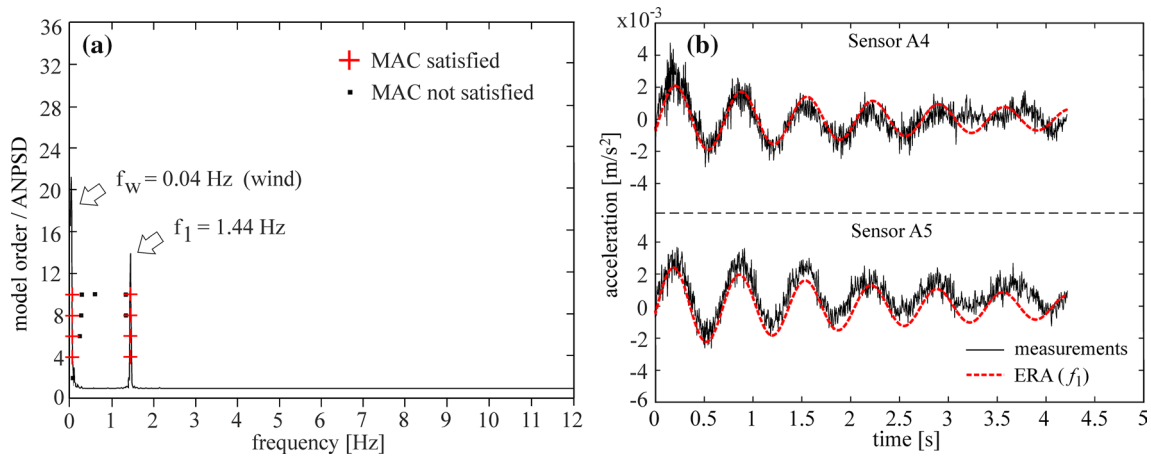 (a)
MAC satisfied
MAC not satisfied
f_w = 0.04 Hz (wind)
f_1 = 1.44 Hz
model order / ANPSD
36
32
28
24
20
16
12
8
4
0
0 1 2 3 4 5 6 7 8 9 10 11 12
frequency [Hz]
x10^-3
(b)
Sensor A4
4
2
0
-2
-4
acceleration [m/s²]
Sensor A5
4
2
0
-2
-4
-6
measurements
ERA (f_1)
0 0.5 1 1.5 2 2.5 3 3.5 4 4.5 5
time [s]